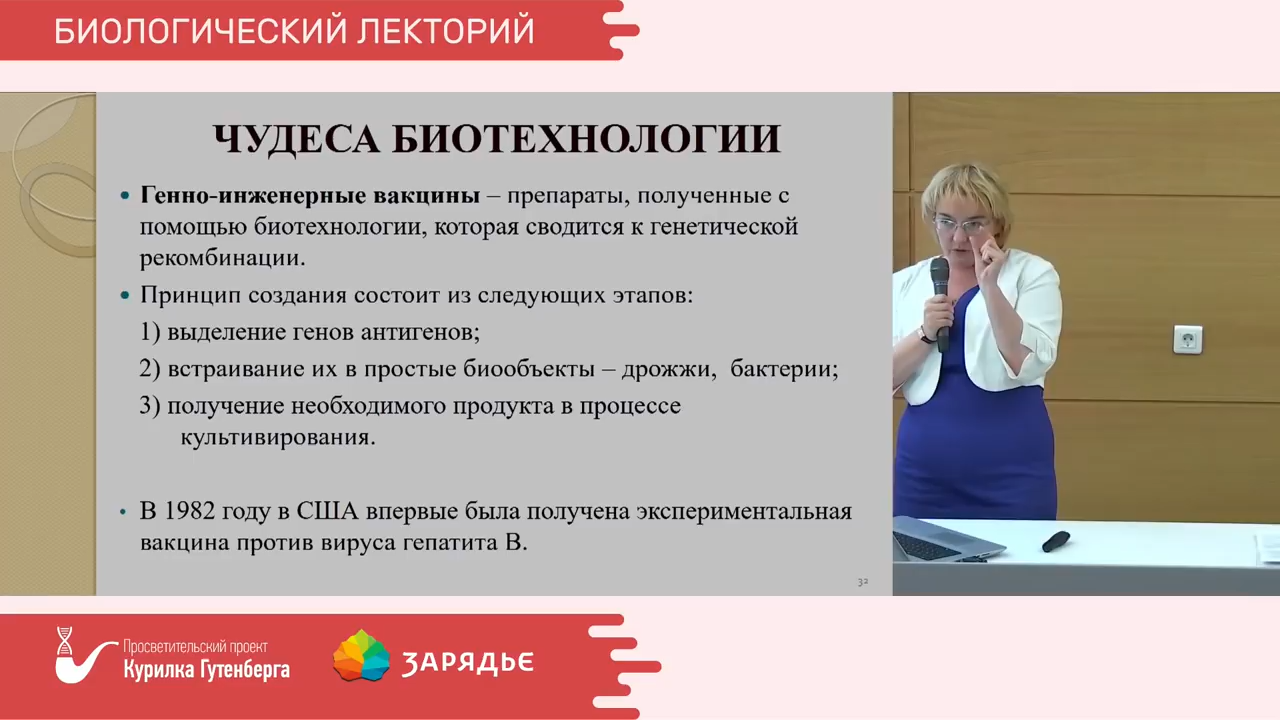 БИОЛОГИЧЕСКИЙ ЛЕКТОРИЙ
ЧУДЕСА БИОТЕХНОЛОГИИ
• Генно-инженерные вакцины – препараты, полученные с
помощью биотехнологии, которая сводится к генетической
рекомбинации.
• Принцип создания состоит из следующих этапов:
1) выделение генов антигенов;
2) встраивание их в простые биообъекты – дрожжи, бактерии;
3) получение необходимого продукта в процессе
культивирования.
• В 1982 году в США впервые была получена экспериментальная
вакцина против вируса гепатита В.
32
Просветительский проект
Курилка Гутенберга
ЗАРЯДЬЕ